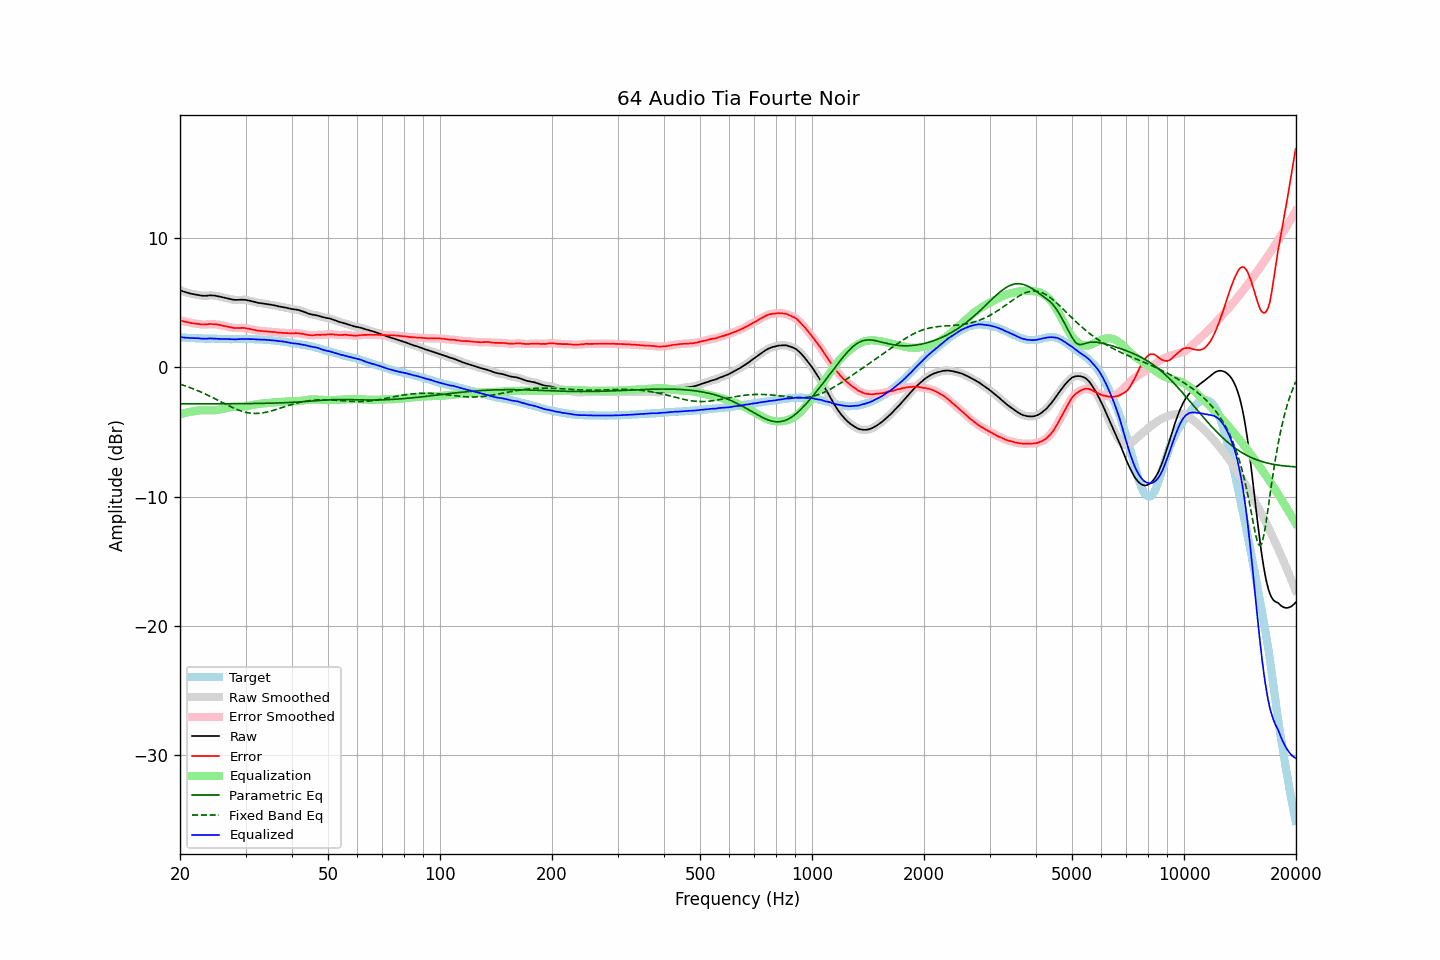 64 Audio Tia Fourte Noir
Amplitude (dBr)
10
0
−10
−20
−30
Target
Raw Smoothed
Error Smoothed
Raw
Error
Equalization
Parametric Eq
Fixed Band Eq
Equalized
20 50 100 200 500 1000 2000 5000 10000 20000
Frequency (Hz)